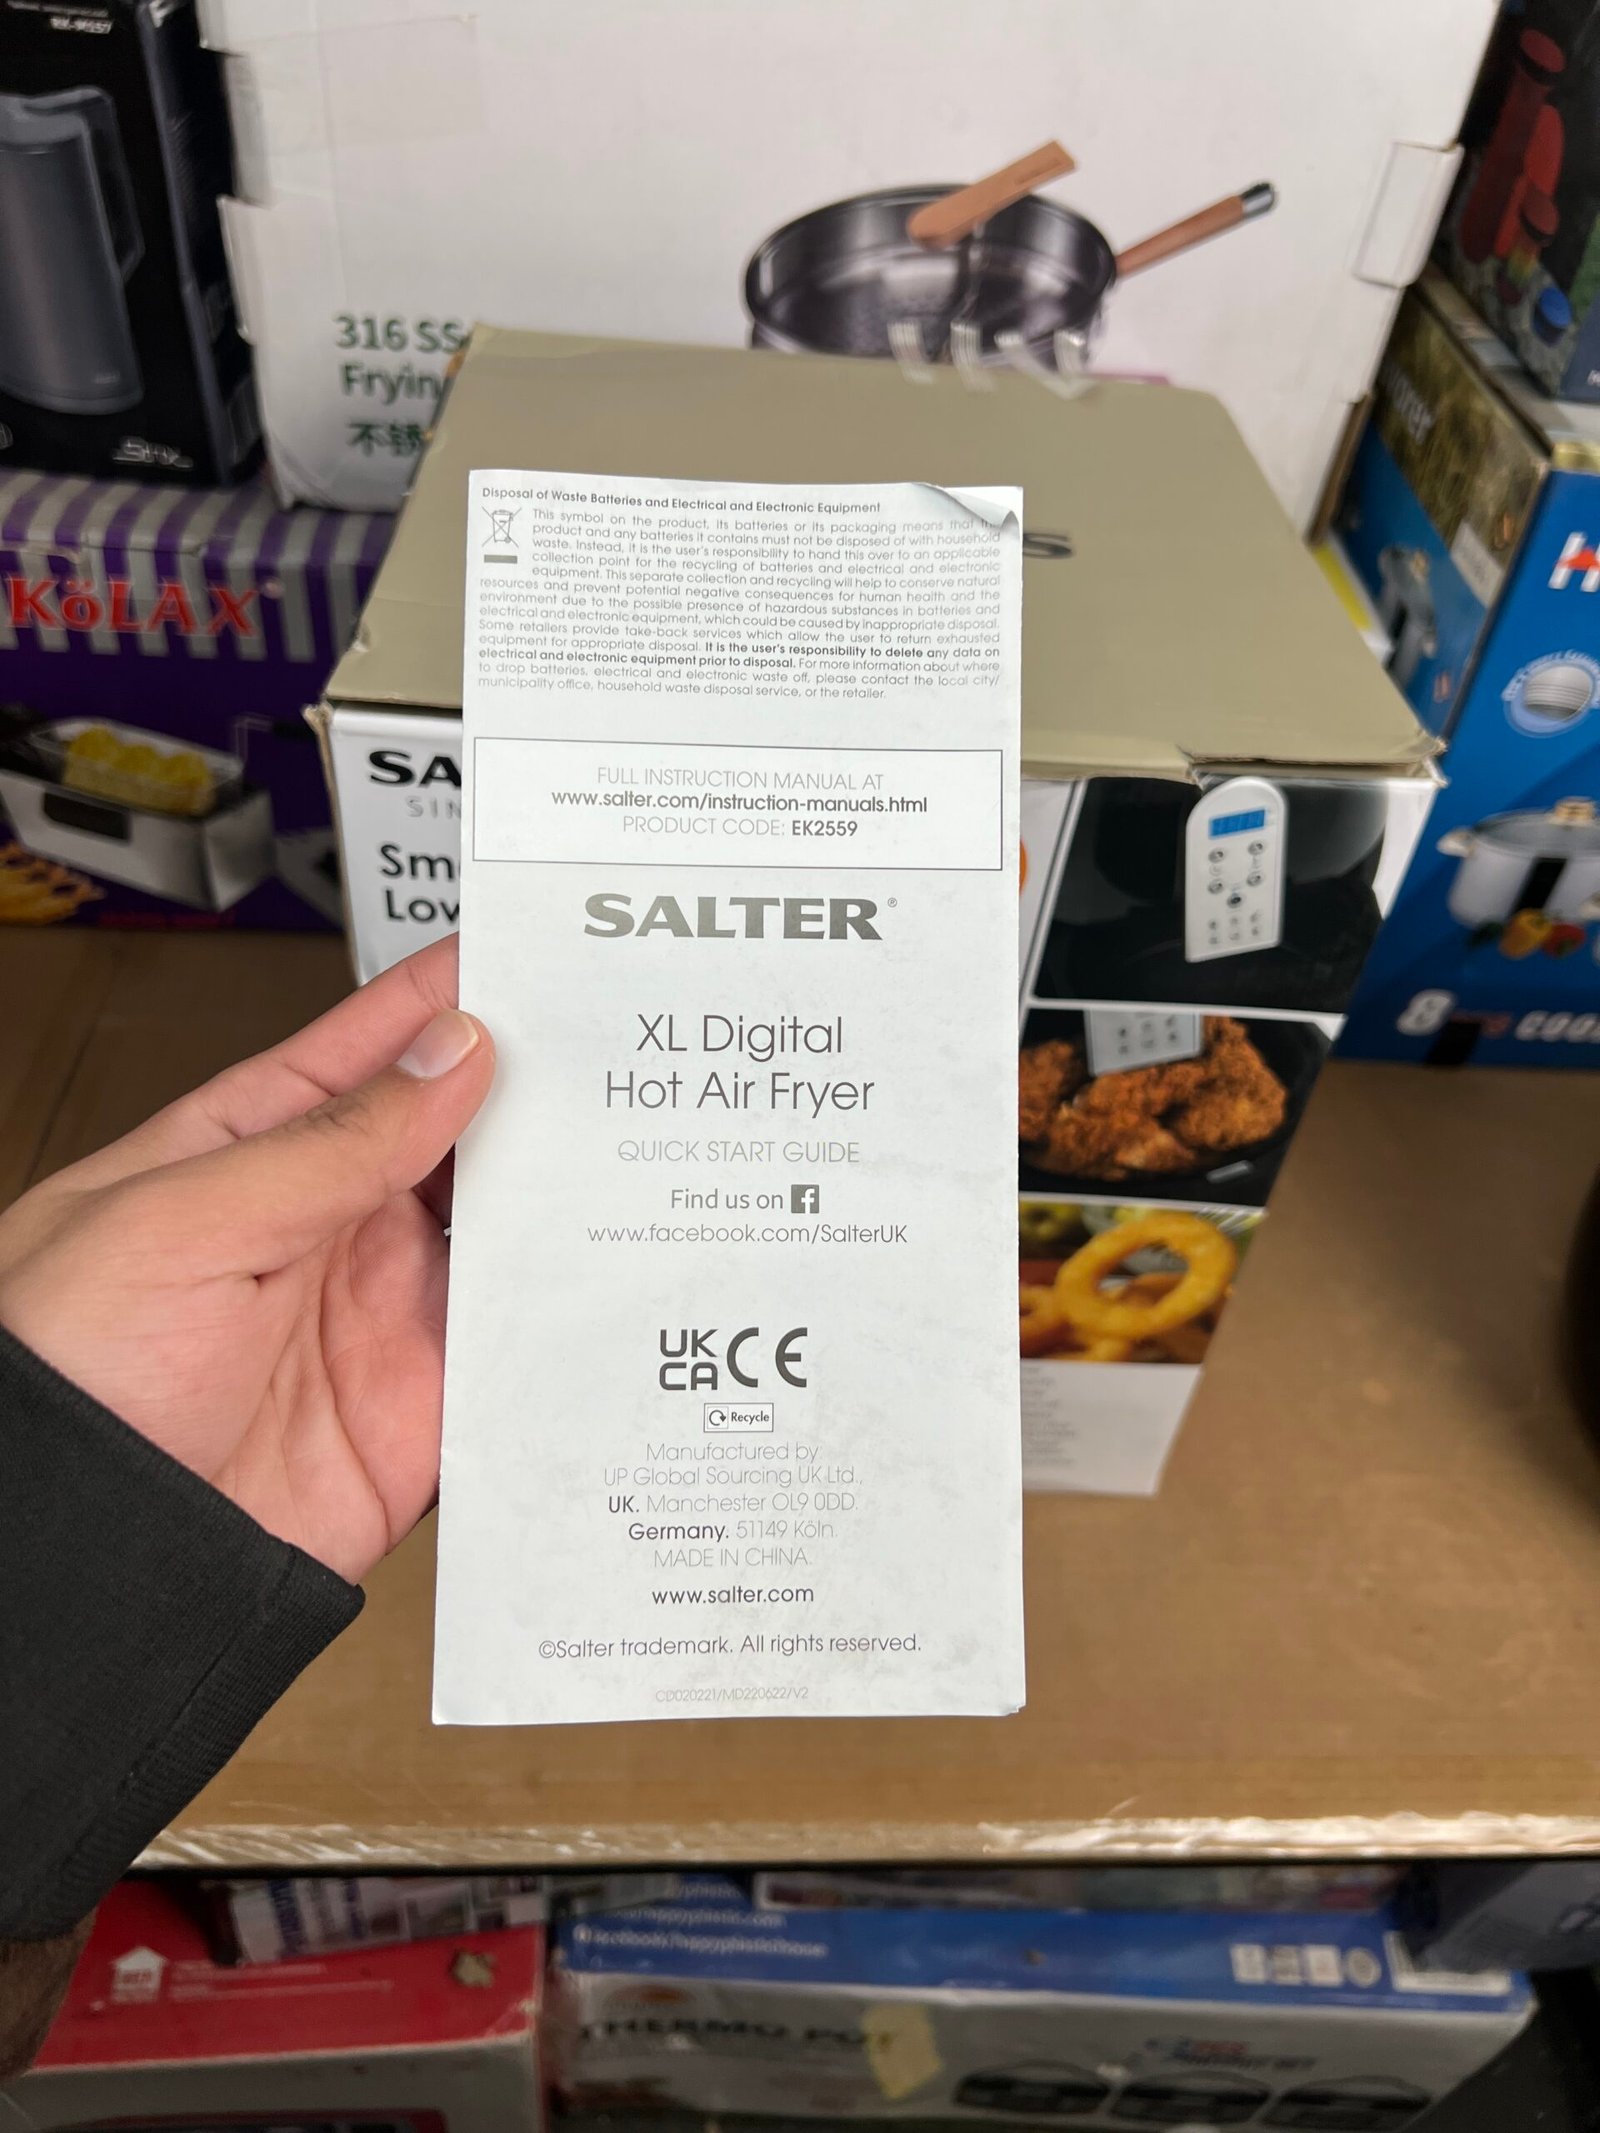 316 SS
Fryin
不锈
KöLAX
Disposal of Waste Batteries and Electrical and Electronic Equipment
This symbol on the product, its batteries or its packaging means that the
product and any batteries it contains must not be disposed of with household
waste. Instead, it is the user's responsibility to hand this over to an applicable
collection point for the recycling of batteries and electrical and electronic
equipment. This separate collection and recycling will help to conserve natural
resources and prevent potential negative consequences for human health and the
environment due to the possible presence of hazardous substances in batteries and
electrical and electronic equipment, which could be caused by inappropriate disposal.
Some retailers provide take-back services which allow the user to return exhausted
equipment for appropriate disposal. It is the user's responsibility to delete any data on
electrical and electronic equipment prior to disposal. For more information about where
to drop batteries, electrical and electronic waste off, please contact the local city/
municipality office, household waste disposal service, or the retailer.
FULL INSTRUCTION MANUAL AT
www.salter.com/instruction-manuals.html
PRODUCT CODE: EK2559
SALTER®
XL Digital
Hot Air Fryer
QUICK START GUIDE
Find us on f
www.facebook.com/SalterUK
UK
CA CE
Recycle
Manufactured by
UP Global Sourcing UK Ltd.,
UK. Manchester OL9 0DD.
Germany. 51149 Köln.
MADE IN CHINA.
www.salter.com
©Salter trademark. All rights reserved.
CD020221/MD220622/V2
SA
SIN
Sm
Low
S
H
8
COO
THERMO POT